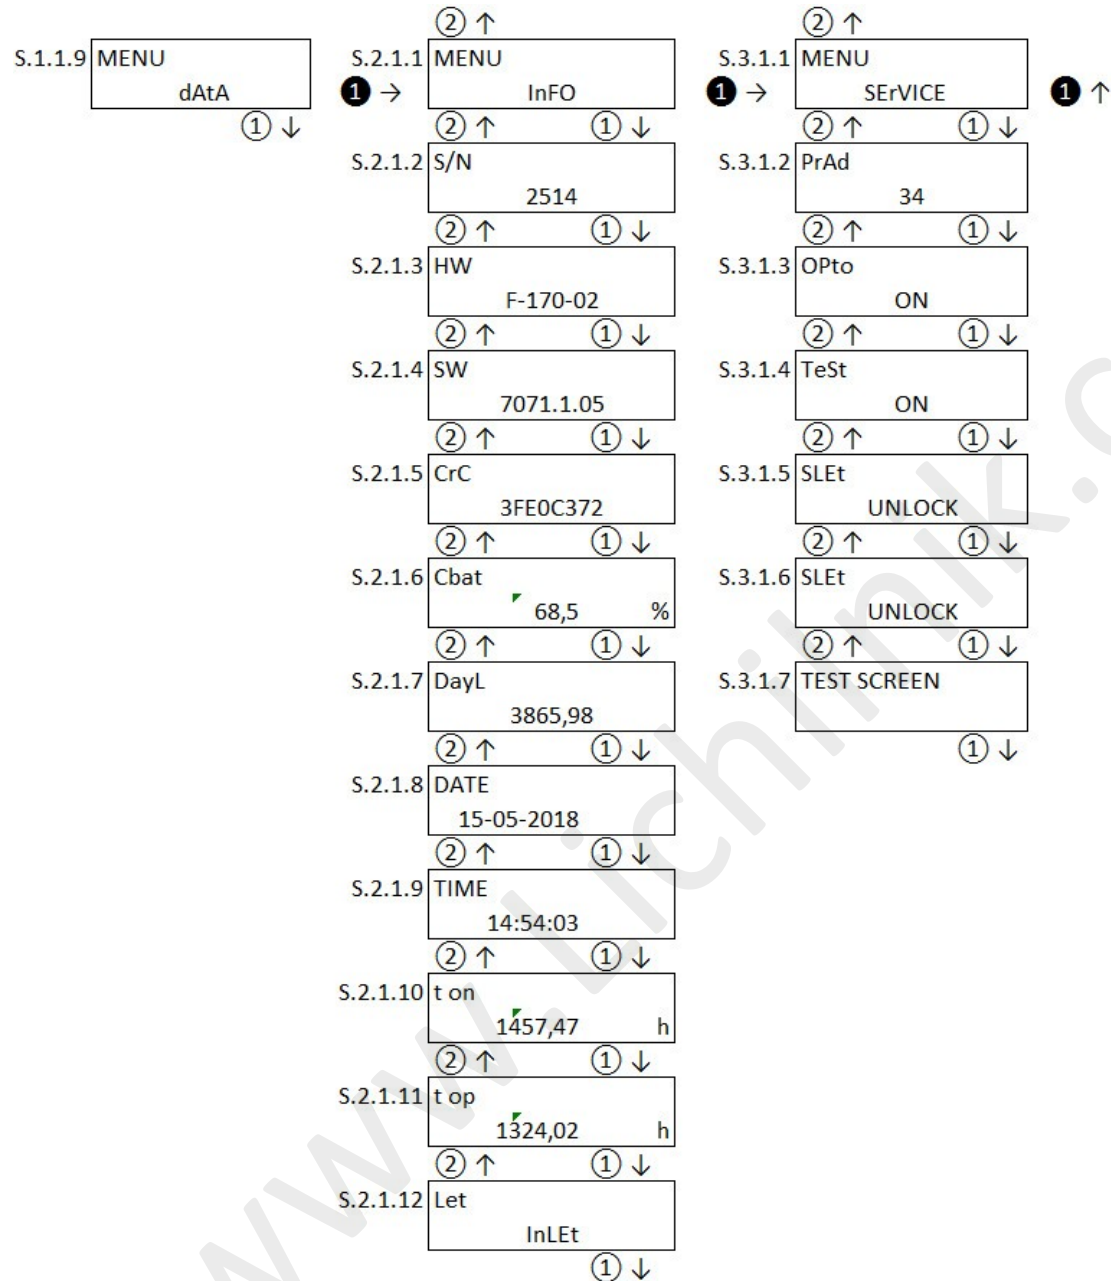 ② ↑ ② ↑
S.1.1.9 MENU S.2.1.1 MENU S.3.1.1 MENU
dAtA ❶ → InFO ❶ → SErVICE ❶ ↑
① ↓ ② ↑ ① ↓ ② ↑ ① ↓
S.2.1.2 S/N S.3.1.2 PrAd
2514 34
② ↑ ① ↓ ② ↑ ① ↓
S.2.1.3 HW S.3.1.3 OPto
F-170-02 ON
② ↑ ① ↓ ② ↑ ① ↓
S.2.1.4 SW S.3.1.4 TeSt
7071.1.05 ON
② ↑ ① ↓ ② ↑ ① ↓
S.2.1.5 CrC S.3.1.5 SLEt
3FE0C372 UNLOCK
② ↑ ① ↓ ② ↑ ① ↓
S.2.1.6 Cbat S.3.1.6 SLEt
68,5 % UNLOCK
② ↑ ① ↓ ② ↑ ① ↓
S.2.1.7 DayL S.3.1.7 TEST SCREEN
3865,98
② ↑ ① ↓ ① ↓
S.2.1.8 DATE
15-05-2018
② ↑ ① ↓
S.2.1.9 TIME
14:54:03
② ↑ ① ↓
S.2.1.10 t on
1457,47 h
② ↑ ① ↓
S.2.1.11 t op
1324,02 h
② ↑ ① ↓
S.2.1.12 Let
InLEt
① ↓
www.Lichilnik.c